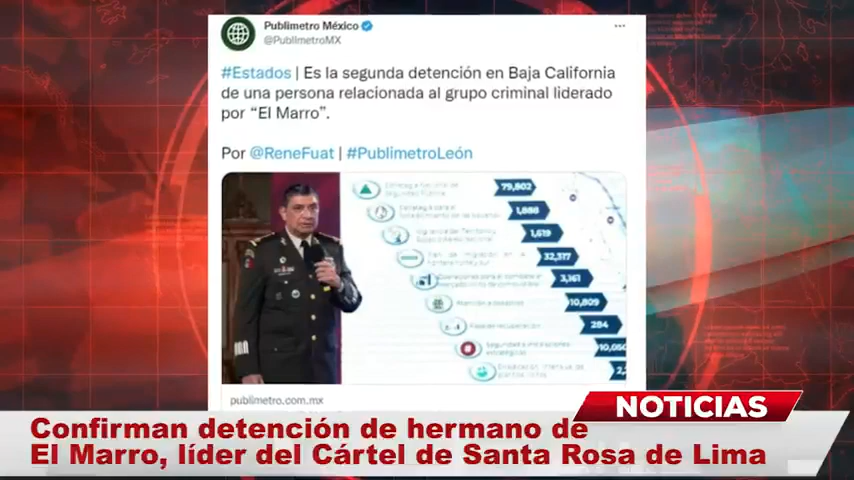 Publimetro México
@PublimetroMX
#Estados | Es la segunda detención en Baja California
de una persona relacionada al grupo criminal liderado
por “El Marro”.
Por @ReneFuat | #PublimetroLeón
79,802
1,888
1,619
32,317
3,161
10,809
284
10,050
publimetro.com.mx
NOTICIAS
Confirman detención de hermano de
El Marro, líder del Cártel de Santa Rosa de Lima